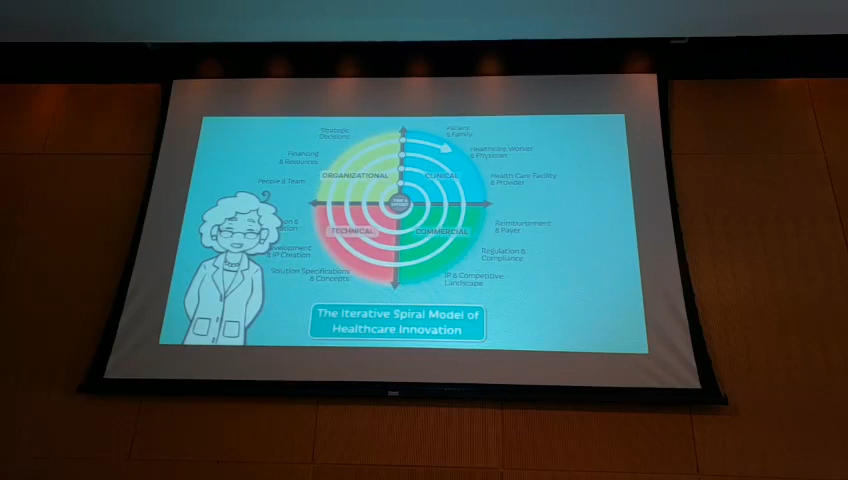 Strategic
Decisions
Financing
& Resources
People & Team
ORGANIZATIONAL
Patient
& Family
Healthcare Worker
& Physician
Health Care Facility
& Provider
CLINICAL
TECHNICAL
& IP Creation
Solution Specifications
& Concepts
COMMERCIAL
Reimbursement
& Payer
Regulation &
Compliance
IP & Competitive
Landscape
The Iterative Spiral Model of
Healthcare Innovation